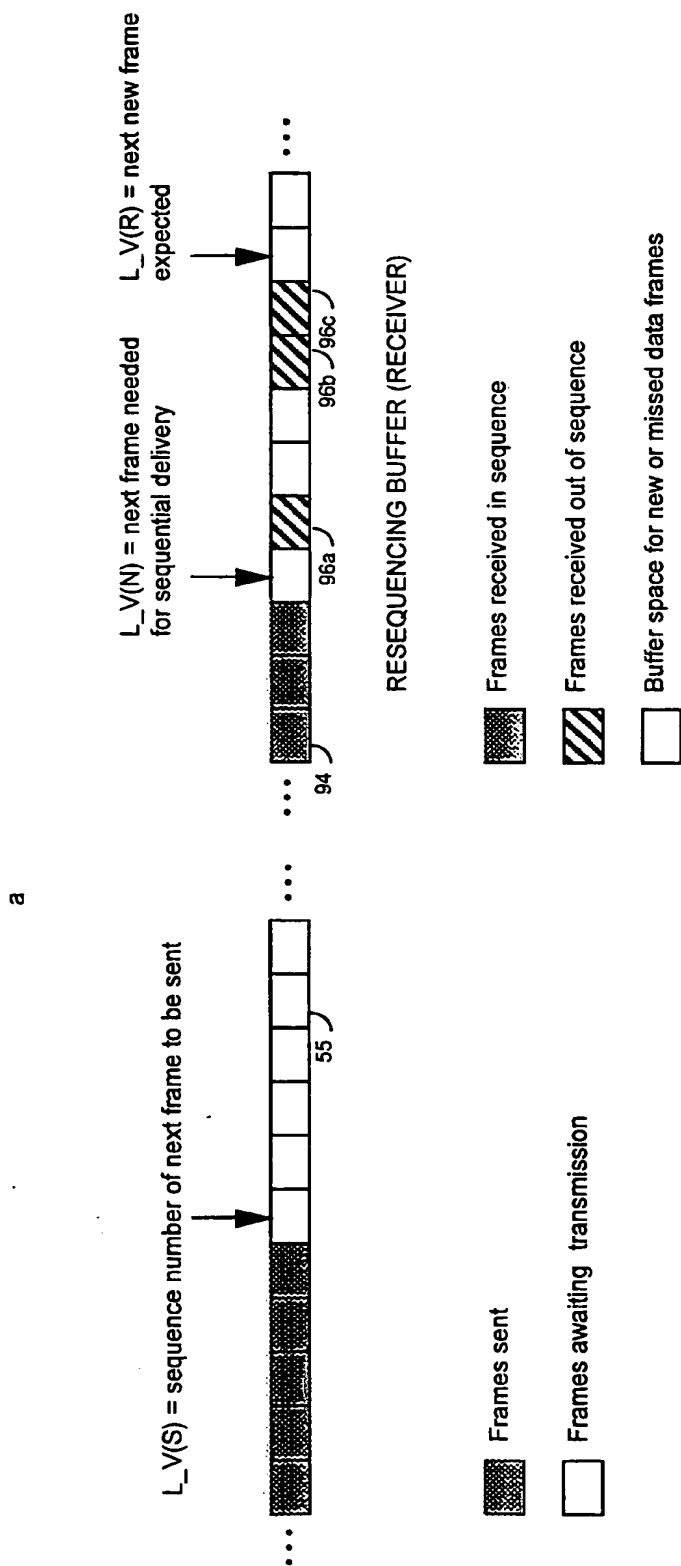 a
L_V(S) = sequence number of next frame to be sent
...
...
55
Frames sent
Frames awaiting transmission
L_V(N) = next frame needed
for sequential delivery
L_V(R) = next new frame
expected
...
...
94
96a
96b
96c
RESEQUENCING BUFFER (RECEIVER)
Frames received in sequence
Frames received out of sequence
Buffer space for new or missed data frames